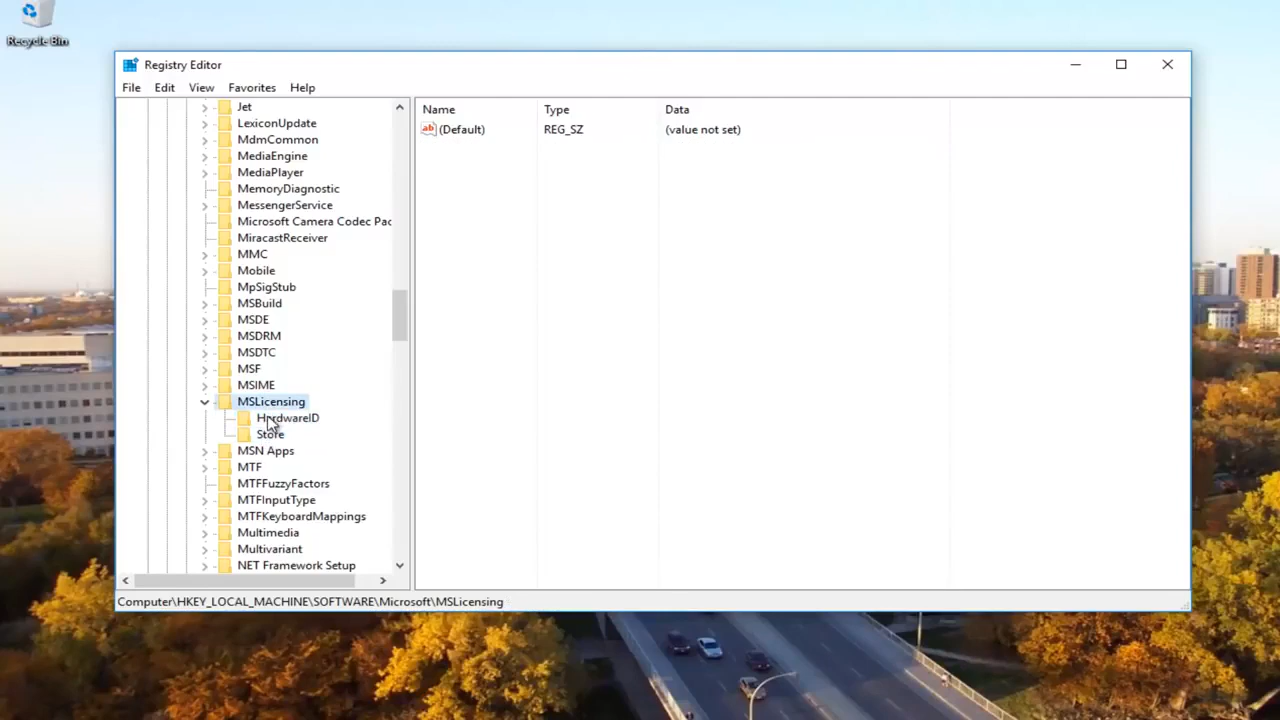 Recycle Bin
Registry Editor
File Edit View Favorites Help
Jet
LexiconUpdate
MdmCommon
MediaEngine
MediaPlayer
MemoryDiagnostic
MessengerService
Microsoft Camera Codec Pac
MiracastReceiver
MMC
Mobile
MpSigStub
MSBuild
MSDE
MSDRM
MSDTC
MSF
MSIME
MSLicensing
HardwareID
Store
MSN Apps
MTF
MTFFuzzyFactors
MTFInputType
MTFKeyboardMappings
Multimedia
Multivariant
NET Framework Setup
Name Type Data
(Default) REG_SZ (value not set)
Computer\HKEY_LOCAL_MACHINE\SOFTWARE\Microsoft\MSLicensing